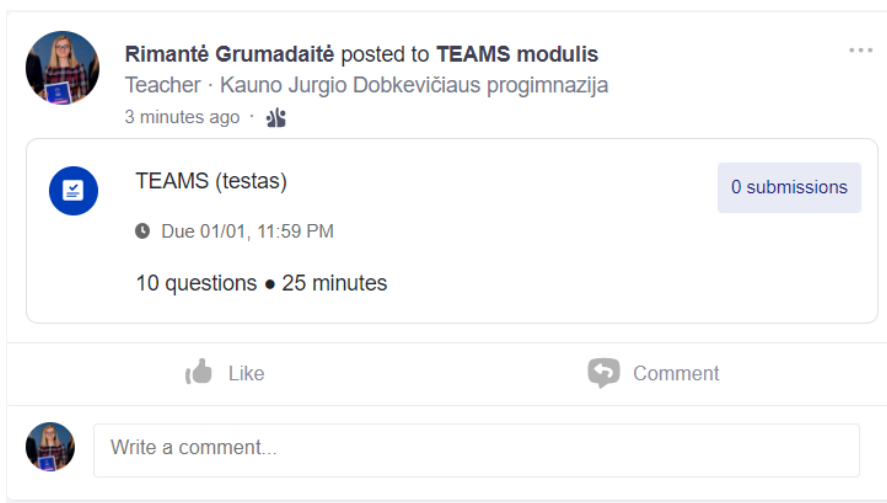 Rimantė Grumadaitė posted to TEAMS modulis
Teacher · Kauno Jurgio Dobkevičiaus progimnazija
3 minutes ago ·
TEAMS (testas)
0 submissions
Due 01/01, 11:59 PM
10 questions ● 25 minutes
Like
Comment
Write a comment...